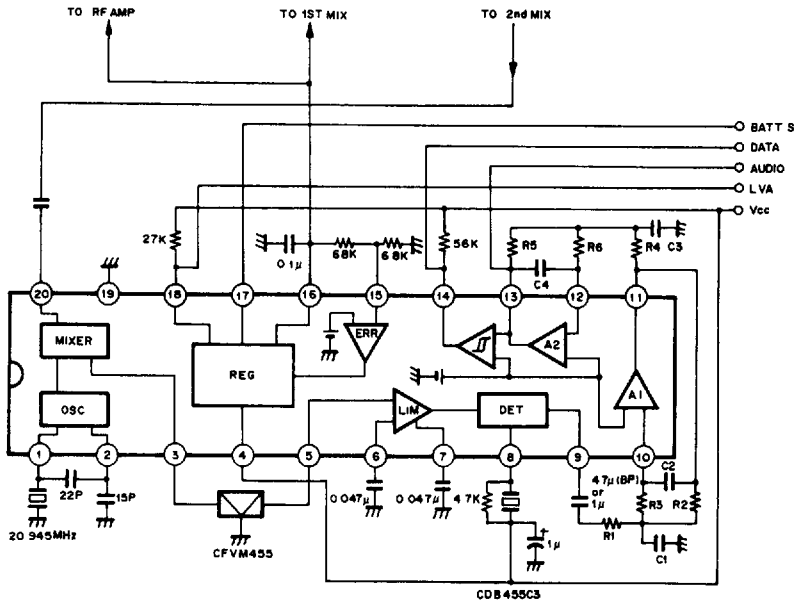 TO RF AMP
TO 1ST MIX
TO 2nd MIX
BATT S
DATA
AUDIO
LVA
Vcc
27K
0 1μ
68K
68K
56K
R5
C4
R6
R4
C3
20
19
18
17
16
15
14
13
12
11
MIXER
OSC
REG
ERR
A2
A1
LIM
DET
1
2
3
4
5
6
7
8
9
10
22P
15P
20 945MHz
CFVM455
0 047μ
0 047μ
4 7K
1μ
CDB455C3
4 7μ(BP)
or
1μ
R1
R3
C2
R2
C1